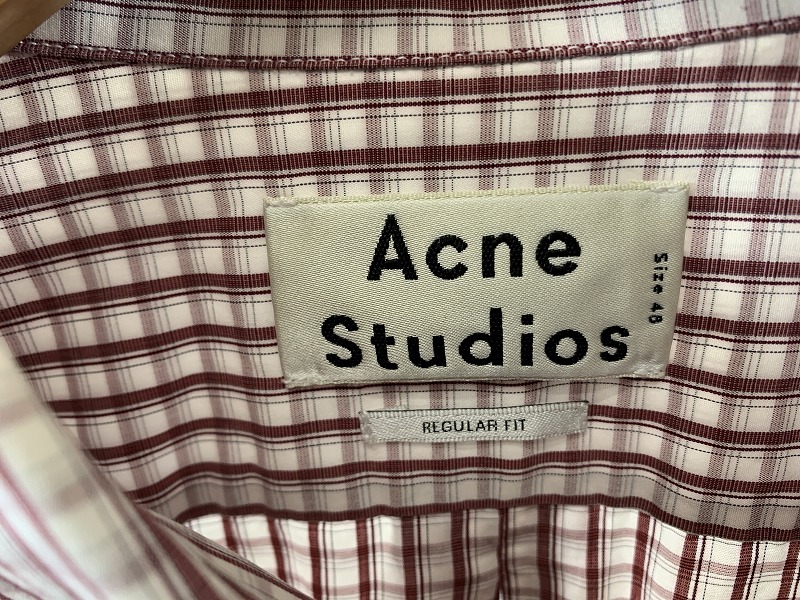 Acne
Studios
Size 48
REGULAR FIT